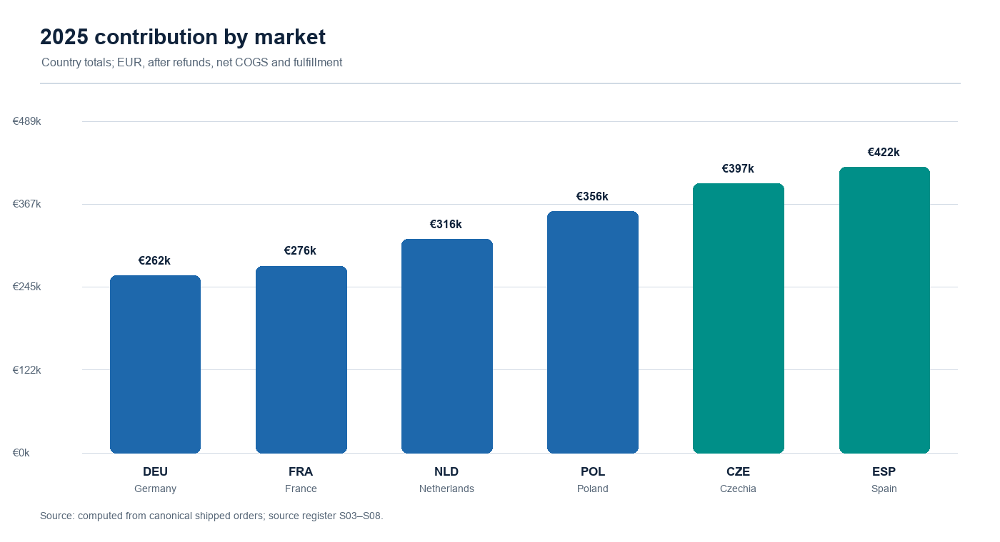 2025 contribution by market
Country totals; EUR, after refunds, net COGS and fulfillment
€489k
€422k
€397k
€367k
€356k
€316k
€276k
€262k
€245k
€122k
€0k
DEU FRA NLD POL CZE ESP
Germany France Netherlands Poland Czechia Spain
Source: computed from canonical shipped orders; source register S03–S08.